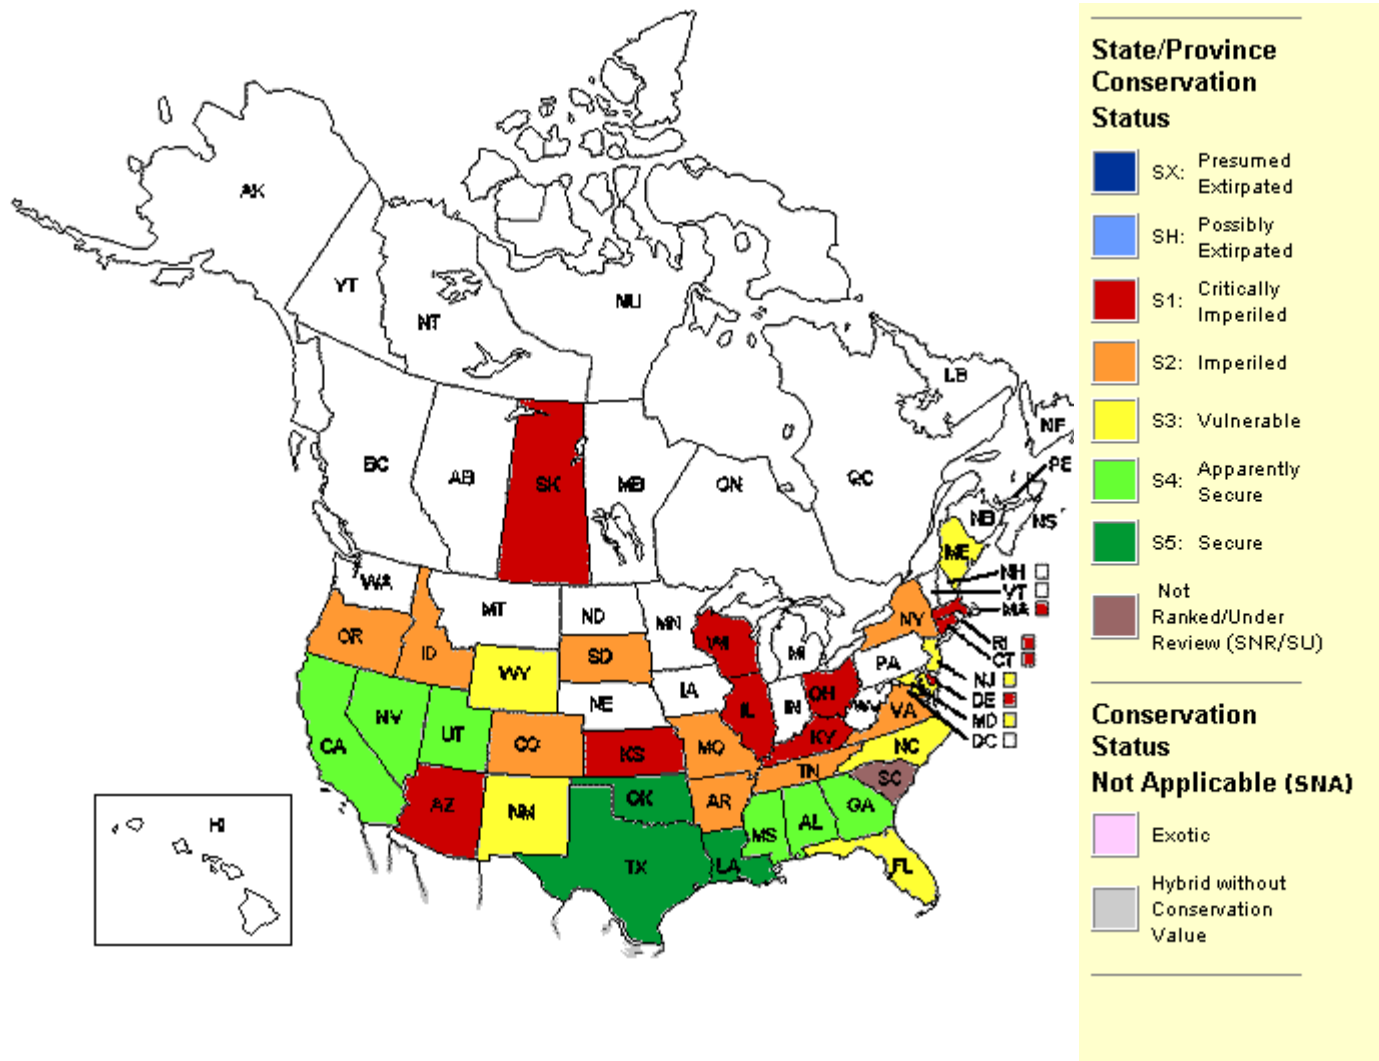 AK
YT
NT
NU
BC
AB
SK
MB
ON
QC
LB
NF
PE
NB
NS
ME
NH
VT
MA
RI
CT
NJ
DE
MD
DC
WA
MT
ND
MN
WI
MI
NY
OR
ID
WY
SD
IA
PA
NE
IL
IN
OH
WV
VA
CA
NV
UT
CO
KS
MO
KY
NC
TN
SC
AZ
NM
OK
AR
MS
AL
GA
TX
LA
FL
HI
State/Province
Conservation
Status
SX: Presumed
Extirpated
SH: Possibly
Extirpated
S1: Critically
Imperiled
S2: Imperiled
S3: Vulnerable
S4: Apparently
Secure
S5: Secure
Not
Ranked/Under
Review (SNR/SU)
Conservation
Status
Not Applicable (SNA)
Exotic
Hybrid without
Conservation
Value